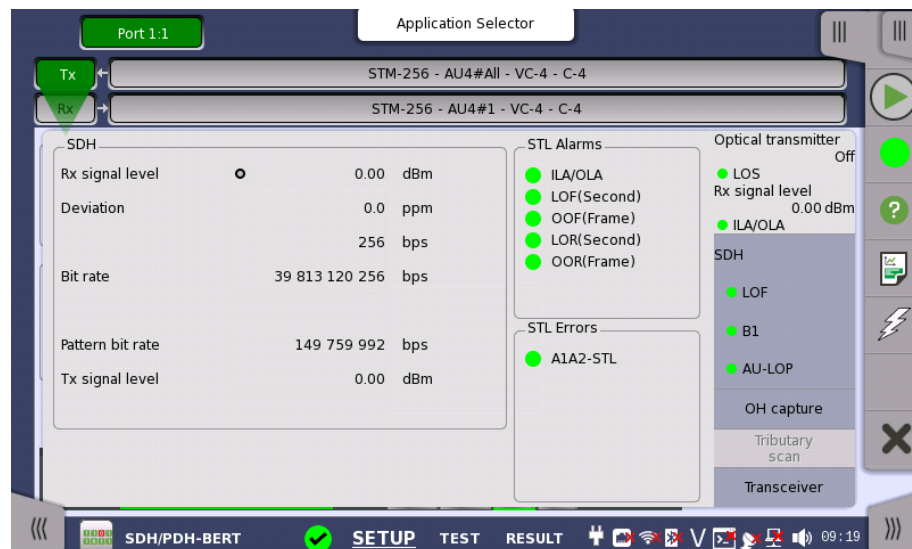 Port 1:1
Application Selector
Tx
STM-256 - AU4#All - VC-4 - C-4
Rx
STM-256 - AU4#1 - VC-4 - C-4
SDH
Rx signal level 0.00 dBm
Deviation 0.0 ppm
256 bps
Bit rate 39 813 120 256 bps
Pattern bit rate 149 759 992 bps
Tx signal level 0.00 dBm
STL Alarms
ILA/OLA
LOF(Second)
OOF(Frame)
LOR(Second)
OOR(Frame)
STL Errors
A1A2-STL
Optical transmitter
Off
LOS
Rx signal level
0.00 dBm
ILA/OLA
SDH
LOF
B1
AU-LOP
OH capture
Tributary
scan
Transceiver
SDH/PDH-BERT SETUP TEST RESULT 09:19